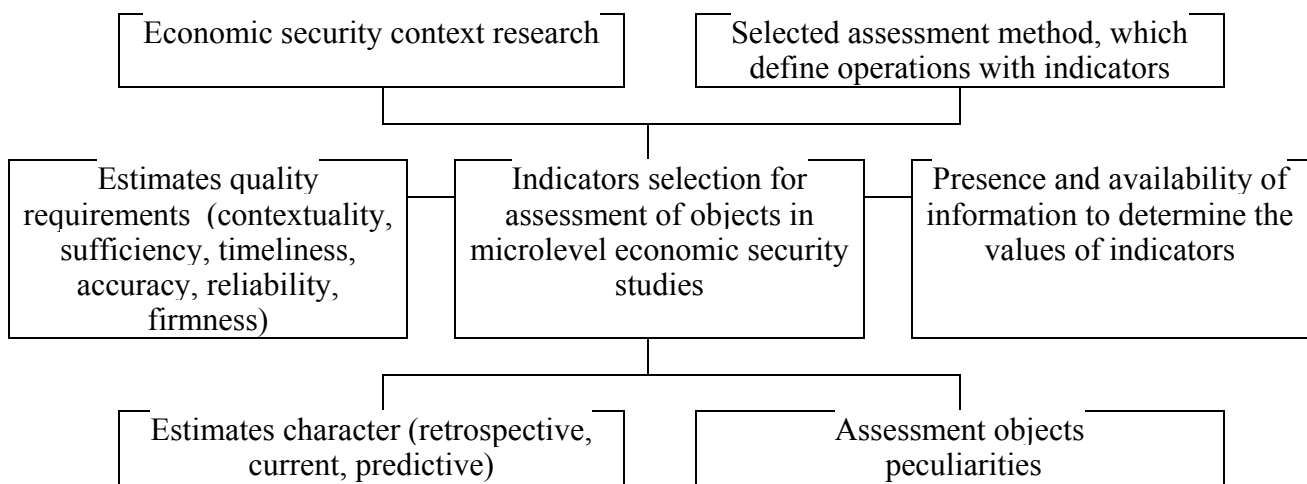 Economic security context research
Selected assessment method, which
define operations with indicators
Estimates quality
requirements (contextuality,
sufficiency, timeliness,
accuracy, reliability,
firmness)
Indicators selection for
assessment of objects in
microlevel economic security
studies
Presence and availability of
information to determine the
values of indicators
Estimates character (retrospective,
current, predictive)
Assessment objects
peculiarities